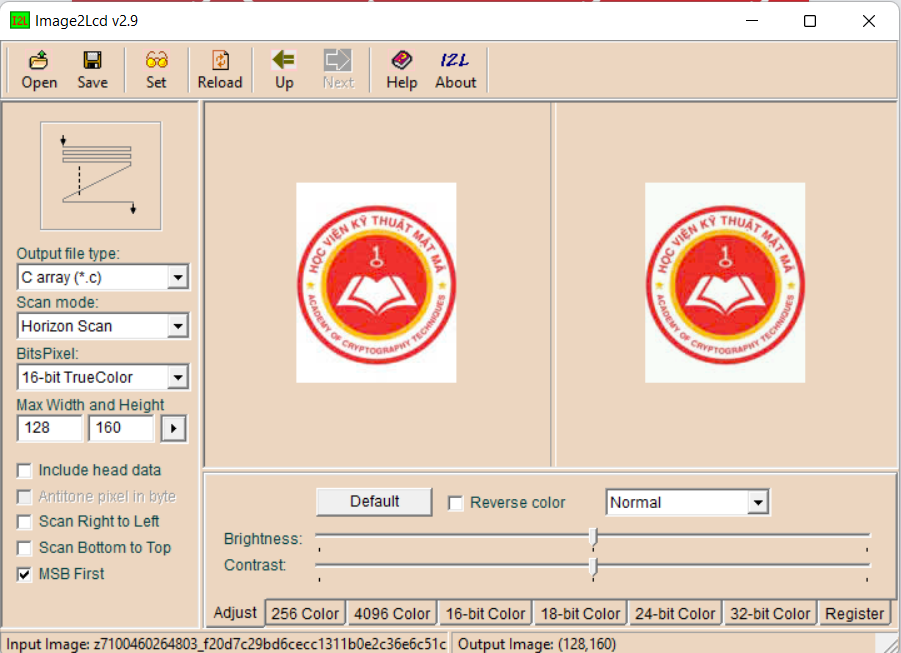 Image2Lcd v2.9
Open Save Set Reload Up Next Help About
Output file type:
C array (*.c)
Scan mode:
Horizon Scan
BitsPixel:
16-bit TrueColor
Max Width and Height
128 160
Include head data
Antitone pixel in byte
Scan Right to Left
Scan Bottom to Top
MSB First
HỌC VIỆN KỸ THUẬT MẬT MÃ
ACADEMY OF CRYPTOGRAPHY TECHNIQUES
HỌC VIỆN KỸ THUẬT MẬT MÃ
ACADEMY OF CRYPTOGRAPHY TECHNIQUES
Default Reverse color Normal
Brightness:
Contrast:
Adjust 256 Color 4096 Color 16-bit Color 18-bit Color 24-bit Color 32-bit Color Register
Input Image: z7100460264803_f20d7c29bd6cecc1311b0e2c36e6c51c Output Image: (128,160)